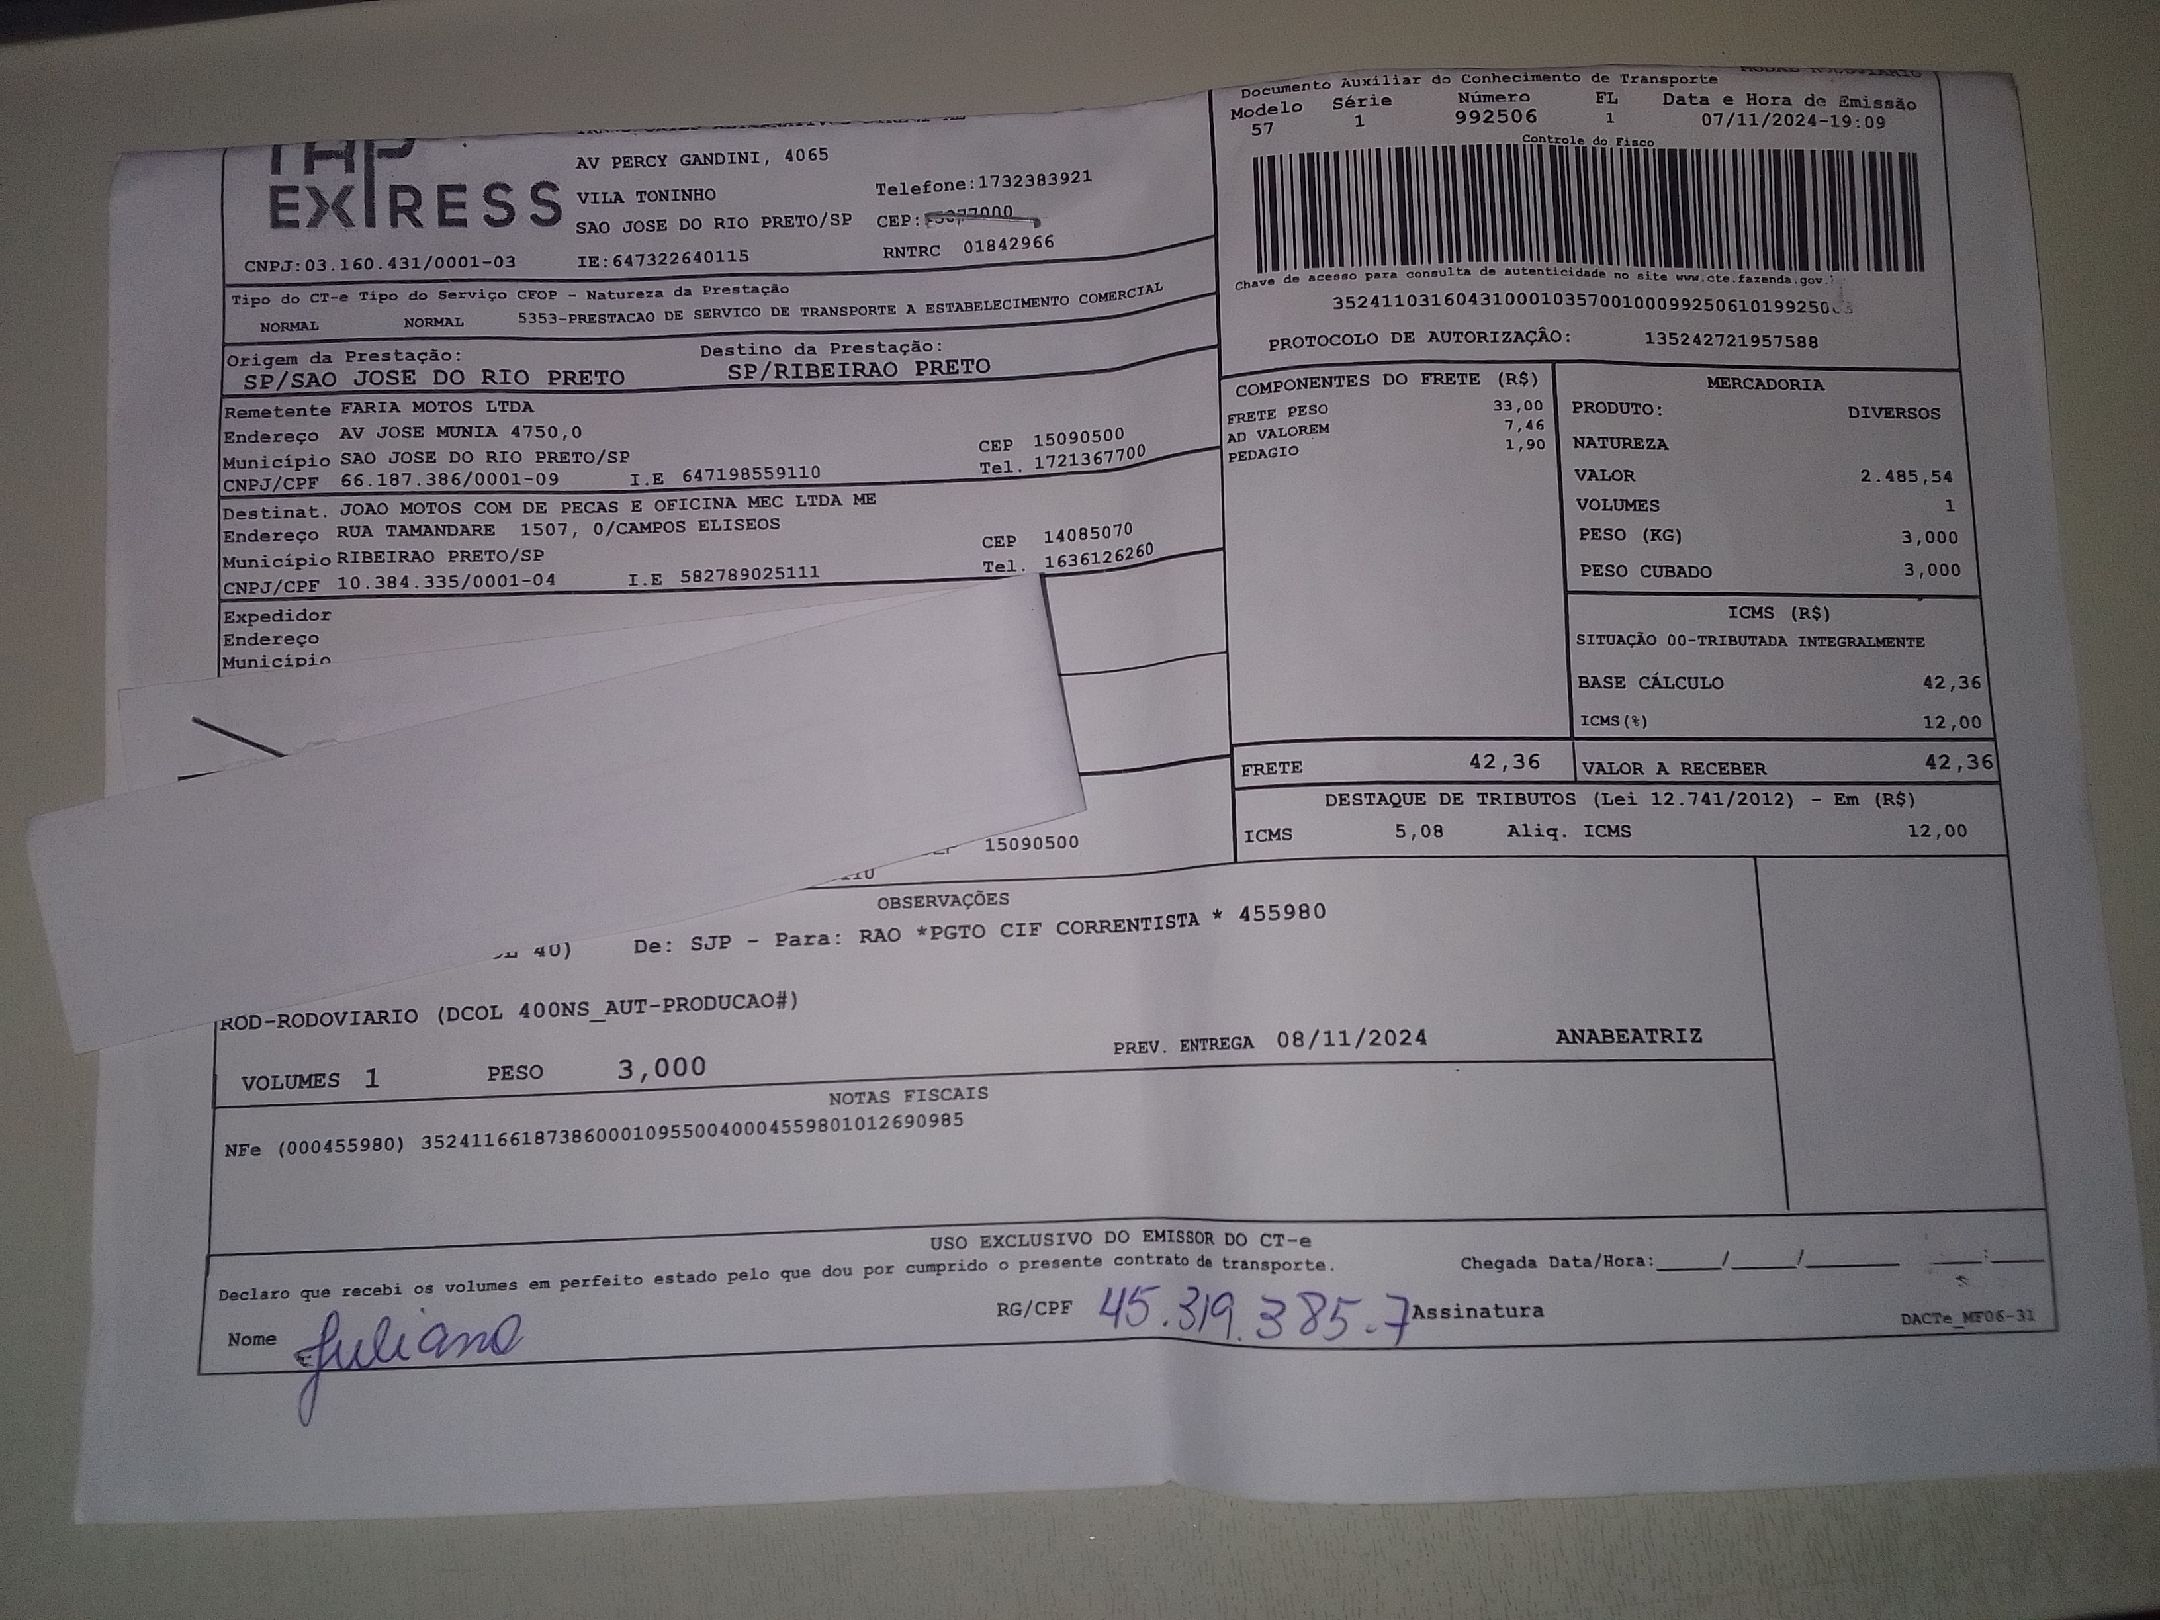 EXPRESS
AV PERCY GANDINI, 4065
VILA TONINHO
Telefone:1732383921
SAO JOSE DO RIO PRETO/SP CEP:
CNPJ:03.160.431/0001-03 IE:647322640115 RNTRC 01842966
Documento Auxiliar do Conhecimento de Transporte
Modelo Série Número FL Data e Hora de Emissão
57 1 992506 1 07/11/2024-19:09
Controle do Fisco
Chave de acesso para consulta de autenticidade no site www.cte.fazenda.gov.
PROTOCOLO DE AUTORIZAÇÃO: 135242721957588
Tipo do CT-e Tipo do Serviço CFOP - Natureza da Prestação
NORMAL NORMAL 5353-PRESTACAO DE SERVICO DE TRANSPORTE A ESTABELECIMENTO COMERCIAL
Origem da Prestação: Destino da Prestação:
SP/SAO JOSE DO RIO PRETO SP/RIBEIRAO PRETO
Remetente FARIA MOTOS LTDA
Endereço AV JOSE MUNIA 4750,0 CEP 15090500
Município SAO JOSE DO RIO PRETO/SP Tel. 1721367700
CNPJ/CPF 66.187.386/0001-09 I.E 647198559110
Destinat. JOAO MOTOS COM DE PECAS E OFICINA MEC LTDA ME
Endereço RUA TAMANDARE 1507, 0/CAMPOS ELISEOS CEP 14085070
Município RIBEIRAO PRETO/SP Tel. 1636126260
CNPJ/CPF 10.384.335/0001-04 I.E 582789025111
Expedidor
Endereço
Município
15090500
COMPONENTES DO FRETE (R$)
FRETE PESO 33,00
AD VALOREM 7,46
PEDAGIO 1,90
MERCADORIA
PRODUTO: DIVERSOS
NATUREZA
VALOR 2.485,54
VOLUMES 1
PESO (KG) 3,000
PESO CUBADO 3,000
ICMS (R$)
SITUAÇÃO 00-TRIBUTADA INTEGRALMENTE
BASE CÁLCULO 42,36
ICMS(%) 12,00
FRETE 42,36 VALOR A RECEBER 42,36
DESTAQUE DE TRIBUTOS (Lei 12.741/2012) - Em (R$)
ICMS 5,08 Aliq. ICMS 12,00
OBSERVAÇÕES
40) De: SJP - Para: RAO *PGTO CIF CORRENTISTA * 455980
ROD-RODOVIARIO (DCOL 400NS_AUT-PRODUCAO#)
VOLUMES 1 PESO 3,000 PREV. ENTREGA 08/11/2024 ANABEATRIZ
NOTAS FISCAIS
NFe (000455980) 35241166187386000109550040004559801012690985
USO EXCLUSIVO DO EMISSOR DO CT-e
Declaro que recebi os volumes em perfeito estado pelo que dou por cumprido o presente contrato de transporte. Chegada Data/Hora:_____/_____/_______ ____:____
Nome Juliano RG/CPF 45.319.385.7 Assinatura
DACTe_MF06-31